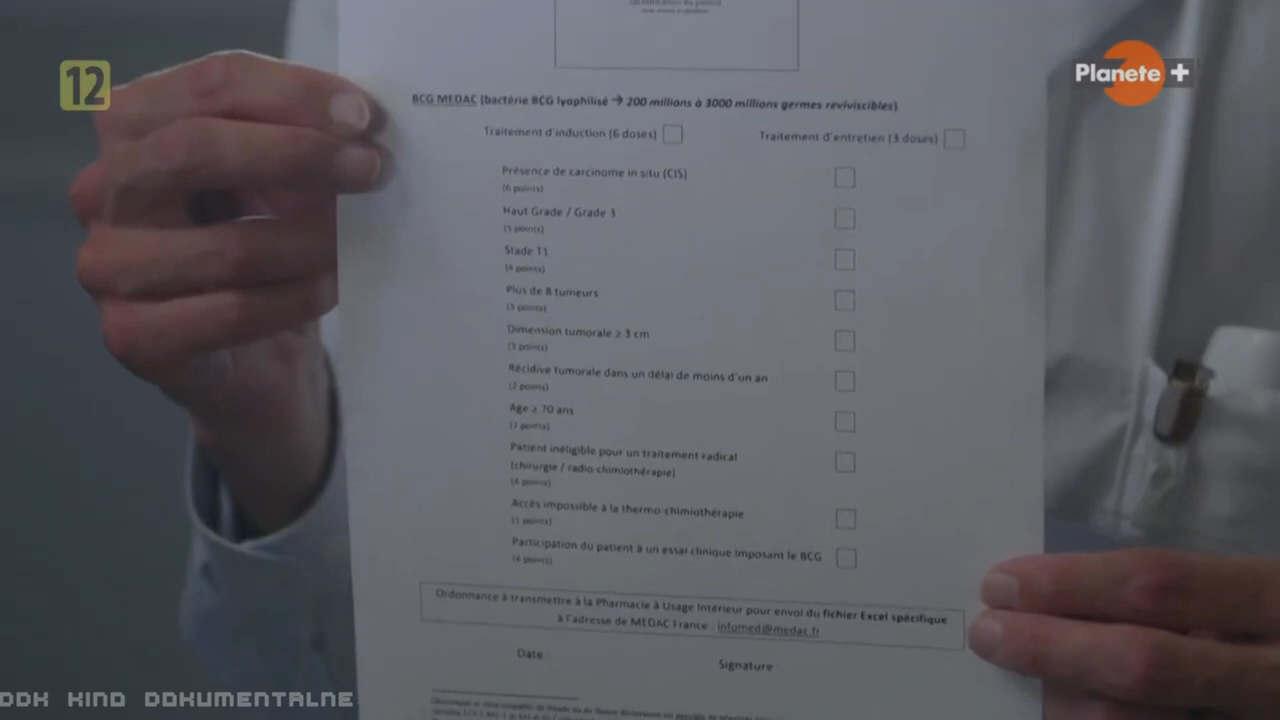 12
Planete +
BCG MEDAC (bactérie BCG lyophilisé → 200 millions à 3000 millions germes reviviscibles)
Traitement d'induction (6 doses)
Traitement d'entretien (3 doses)
Présence de carcinome in situ (CIS)
(6 points)
Haut Grade / Grade 3
(5 points)
Stade T1
(6 points)
Plus de 8 tumeurs
points)
Dimension tumorale ≥ 3 cm
(3 points)
Récidive tumorale dans un délai de moins d'un an
(2 points)
Age ≥ 70 ans
(2 points)
Patient inéligible pour un traitement radical
(chirurgie / radio-chimiothérapie)
points)
Accès impossible à la thermo-chimiothérapie
points)
Participation du patient à un essai clinique imposant le BCG
(4 points)
Ordonnance à transmettre à la Pharmacie à Usage Intérieur pour envoi du fichier Excel spécifique
à l'adresse de MEDAC France : infomed@medac.fr
Date :
Signature :
DDK KINO DOKUMENTALNE